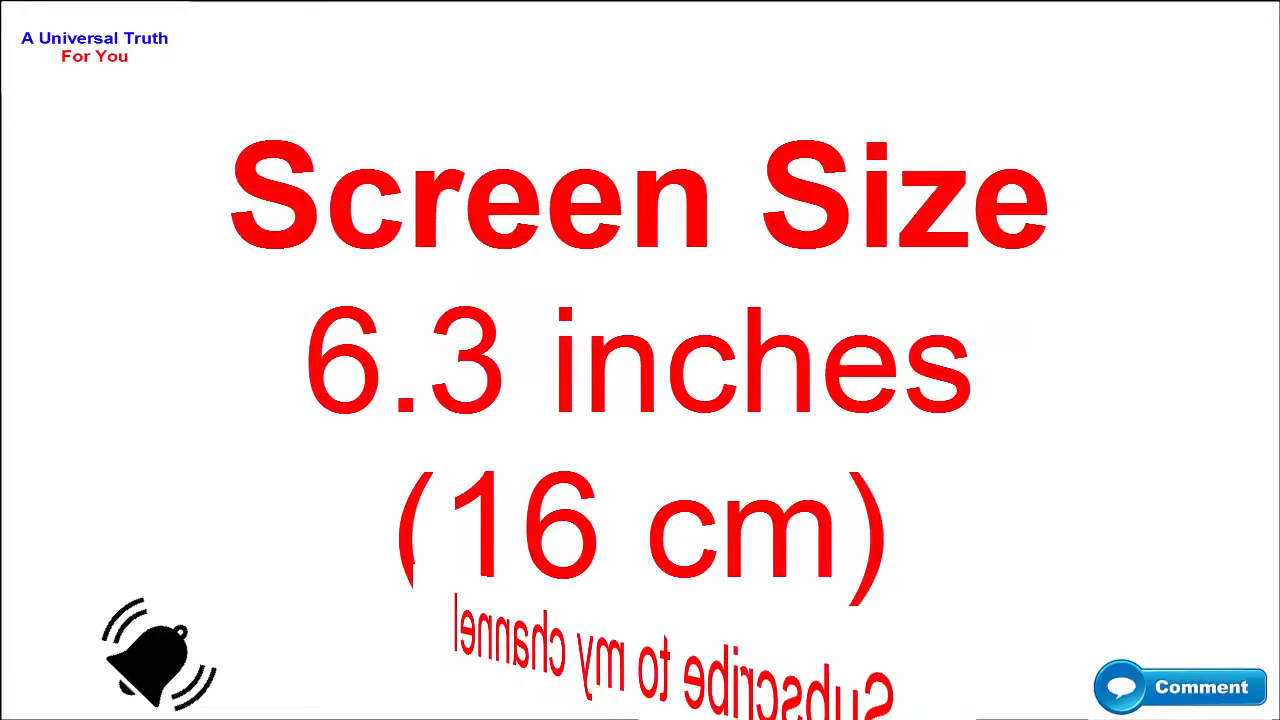 A Universal Truth
For You
Screen Size
6.3 inches
(16 cm)
Subscribe to my channel
Comment